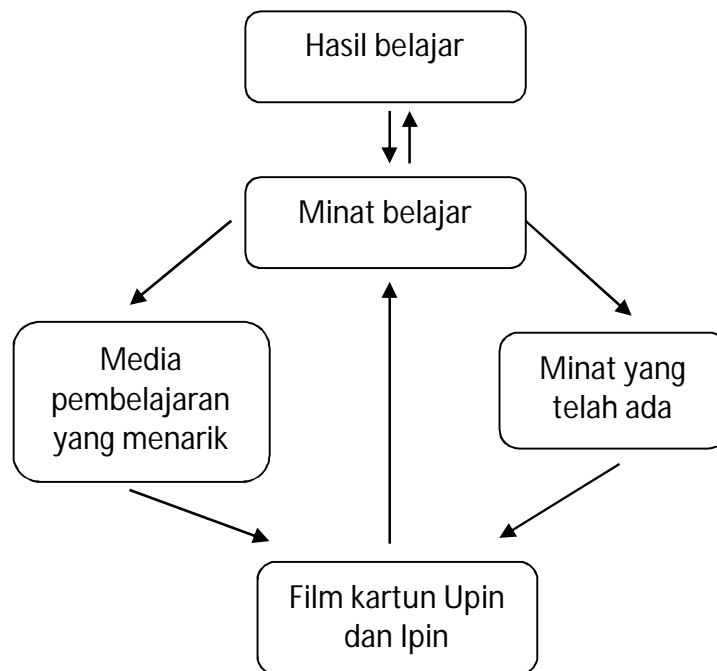 Hasil belajar
Minat belajar
Media
pembelajaran
yang menarik
Minat yang
telah ada
Film kartun Upin
dan Ipin